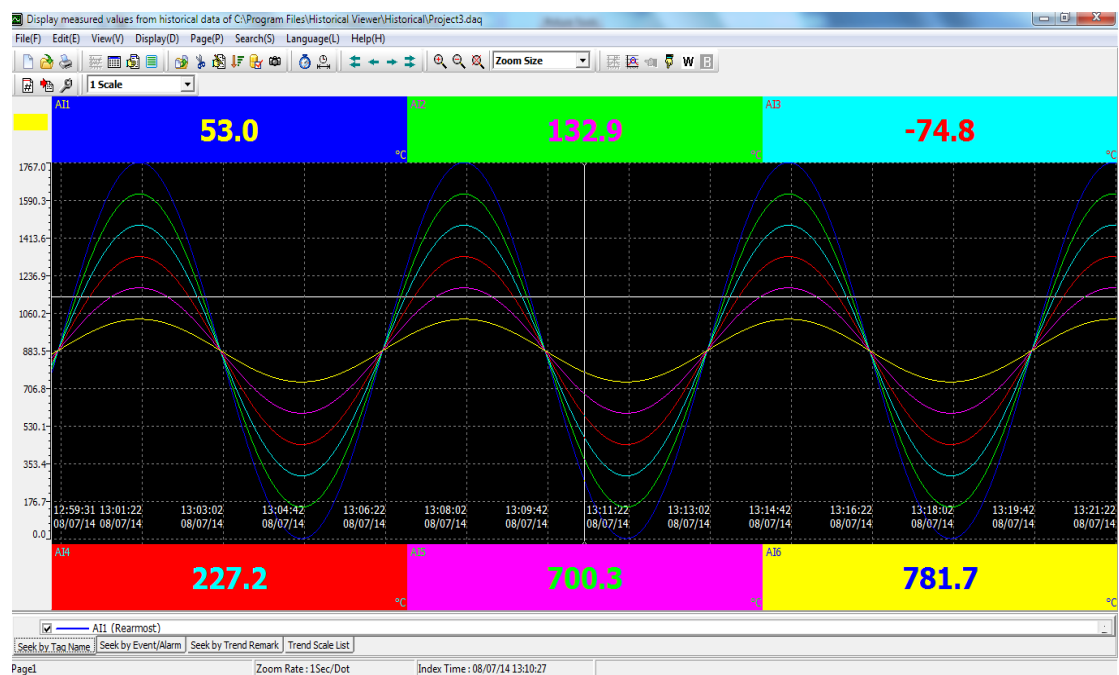 Display measured values from historical data of C:\Program Files\Historical Viewer\Historical\Project3.daq
File(F) Edit(E) View(V) Display(D) Page(P) Search(S) Language(L) Help(H)
Zoom Size
W B
1 Scale
AI1 AI2 AI3
53.0 132.9 -74.8
°C °C °C
1767.0
1590.3
1413.6
1236.9
1060.2
883.5
706.8
530.1
353.4
176.7
12:59:31 13:01:22 13:03:02 13:04:42 13:06:22 13:08:02 13:09:42 13:11:22 13:13:02 13:14:42 13:16:22 13:18:02 13:19:42 13:21:22
08/07/14 08/07/14 08/07/14 08/07/14 08/07/14 08/07/14 08/07/14 08/07/14 08/07/14 08/07/14 08/07/14 08/07/14 08/07/14 08/07/14
0.0
AI4 AI5 AI6
227.2 700.3 781.7
°C °C °C
AI1 (Rearmost)
Seek by Tag Name Seek by Event/Alarm Seek by Trend Remark Trend Scale List
Page1 Zoom Rate : 1Sec/Dot Index Time : 08/07/14 13:10:27